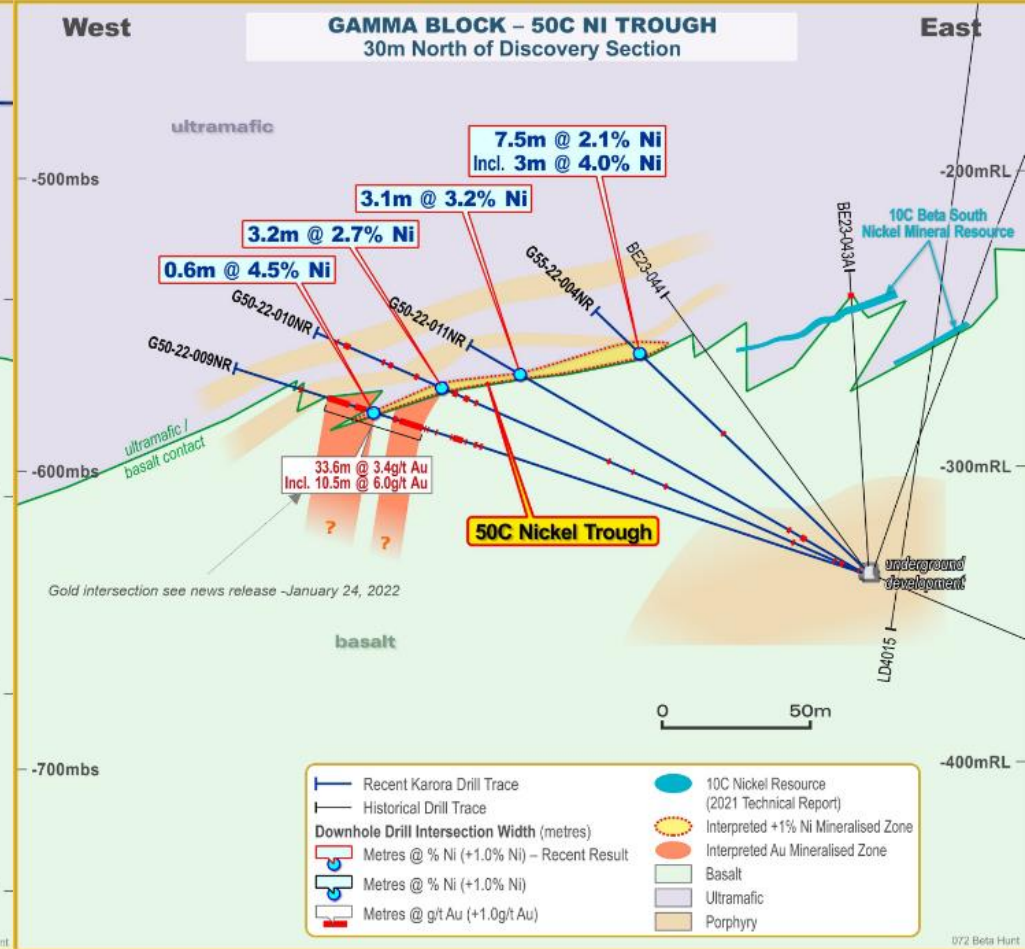 West
GAMMA BLOCK – 50C NI TROUGH
30m North of Discovery Section
East
ultramafic
7.5m @ 2.1% Ni
Incl. 3m @ 4.0% Ni
-500mbs
-200mRL
3.1m @ 3.2% Ni
BE23-043A
10C Beta South
Nickel Mineral Resource
3.2m @ 2.7% Ni
BE23-044
G55-22-004NR
0.6m @ 4.5% Ni
G50-22-010NR
G50-22-011NR
G50-22-009NR
ultramafic /
basalt contact
-600mbs
33.6m @ 3.4g/t Au
Incl. 10.5m @ 6.0g/t Au
-300mRL
?
?
50C Nickel Trough
underground
development
Gold intersection see news release -January 24, 2022
basalt
LD4015
0
50m
-700mbs
-400mRL
Recent Karora Drill Trace
Historical Drill Trace
Downhole Drill Intersection Width (metres)
Metres @ % Ni (+1.0% Ni) – Recent Result
Metres @ % Ni (+1.0% Ni)
Metres @ g/t Au (+1.0g/t Au)
10C Nickel Resource
(2021 Technical Report)
Interpreted +1% Ni Mineralised Zone
Interpreted Au Mineralised Zone
Basalt
Ultramafic
Porphyry
072 Beta Hunt